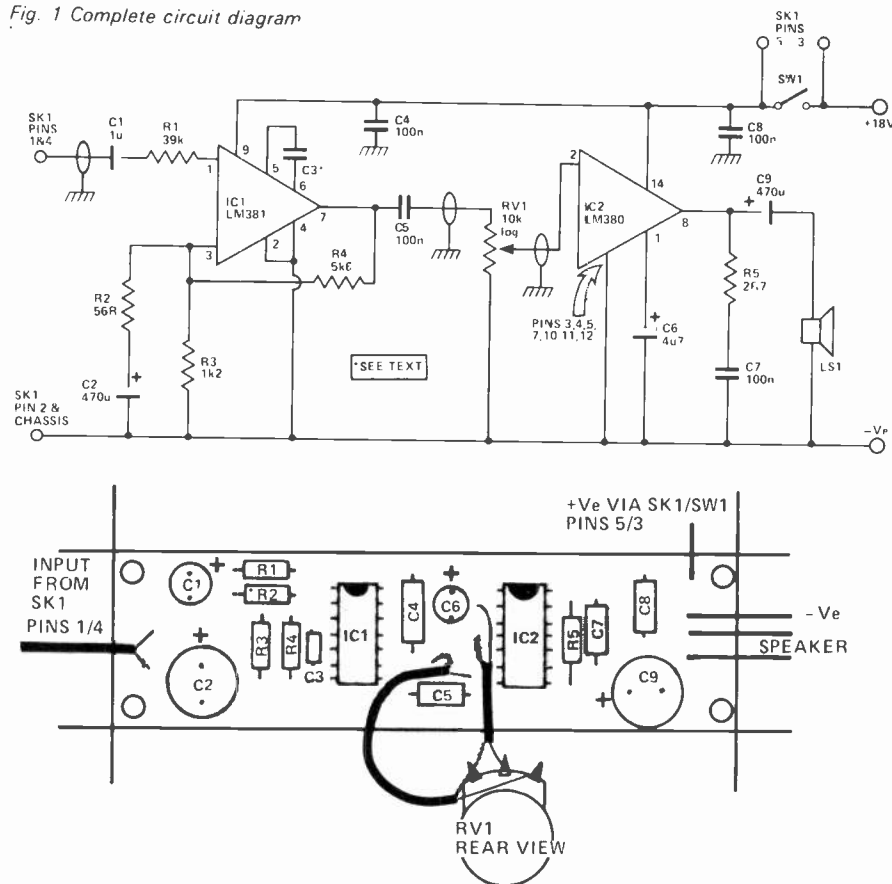 Fig. 1 Complete circuit diagram
SK1
PINS
5 3
SW1
+18V
SK1
PINS
1&4
C1
1u
R1
39k
1
9
5
C3*
6
IC1
LM381
4
7
2
3
C4
100n
C5
100n
R4
5k6
RV1
10k
log
2
14
IC2
LM380
1
8
C8
100n
C9
470u
+
R2
56R
R3
1k2
C2
470u
+
*SEE TEXT
PINS 3,4,5,
7,10 11,12
+
C6
4u7
R5
2R7
C7
100n
LS1
SK1
PIN 2 &
CHASSIS
+Ve VIA SK1/SW1
PINS 5/3
INPUT
FROM
SK1
PINS 1/4
C1
+
R1
R2
R3
R4
C3
+
C2
IC1
C4
+
C6
IC2
R5
C7
C8
-Ve
SPEAKER
C5
+
C9
RV1
REAR VIEW